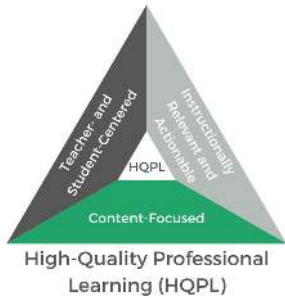 Teacher- and
Student-Centered
Instructionally
Relevant and
Actionable
HQPL
Content-Focused
High-Quality Professional
Learning (HQPL)